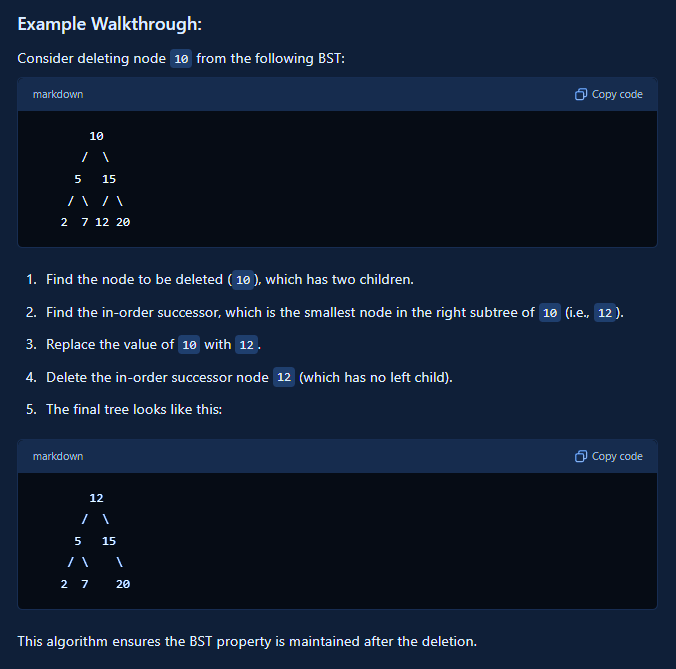 Example Walkthrough:
Consider deleting node 10 from the following BST:
markdown Copy code
10
/ \
5 15
/ \ / \
2 7 12 20
1. Find the node to be deleted (10), which has two children.
2. Find the in-order successor, which is the smallest node in the right subtree of 10 (i.e., 12).
3. Replace the value of 10 with 12.
4. Delete the in-order successor node 12 (which has no left child).
5. The final tree looks like this:
markdown Copy code
12
/ \
5 15
/ \ \
2 7 20
This algorithm ensures the BST property is maintained after the deletion.